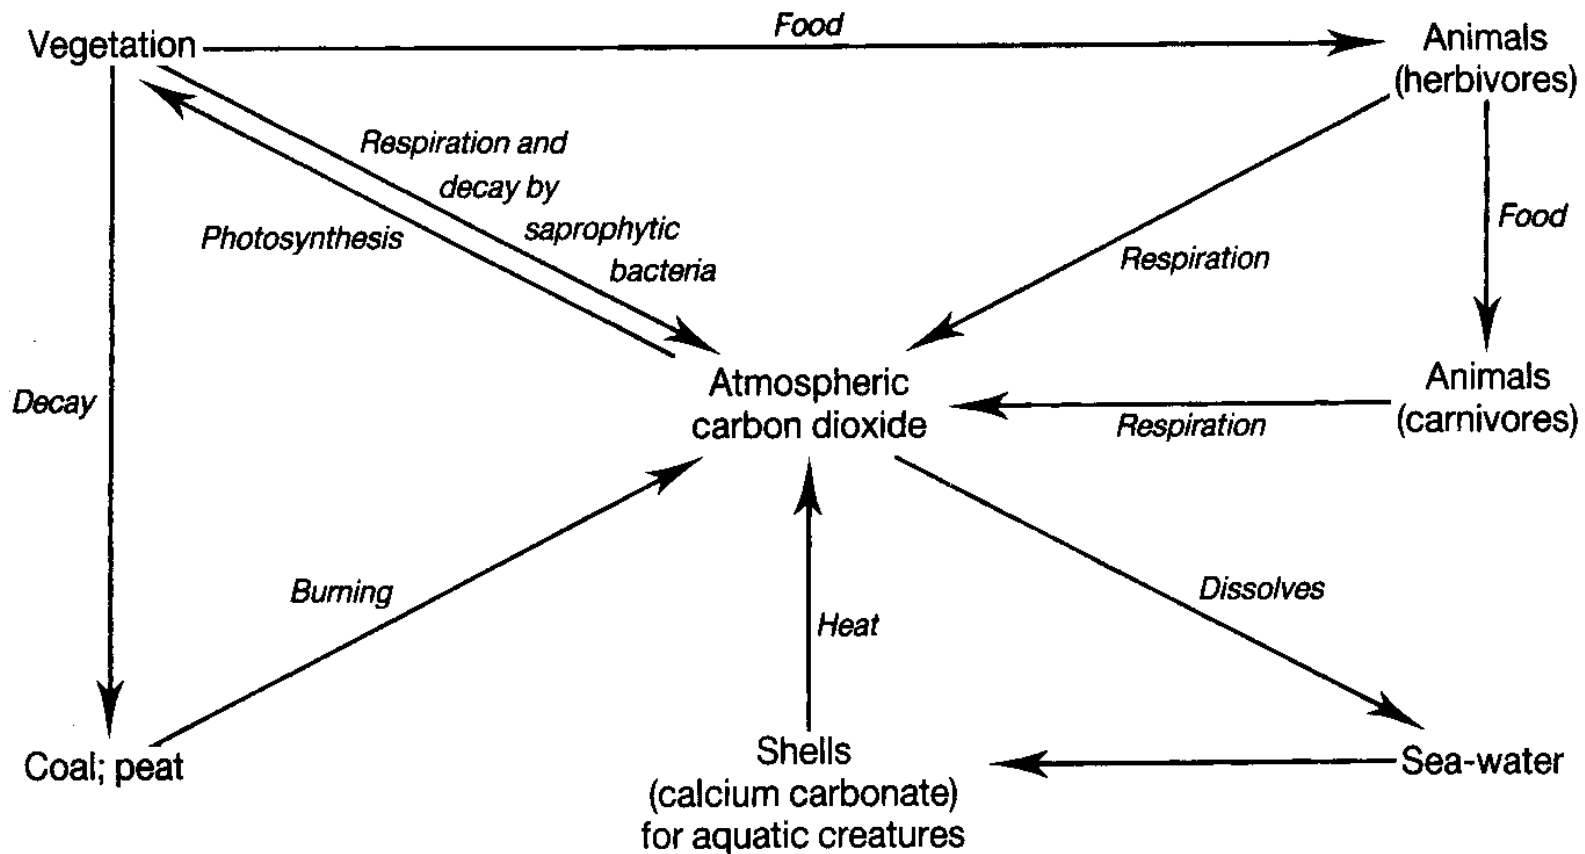 Food
Vegetation
Animals
(herbivores)
Respiration and
decay by
saprophytic
bacteria
Photosynthesis
Food
Respiration
Decay
Atmospheric
carbon dioxide
Animals
(carnivores)
Respiration
Burning
Heat
Dissolves
Coal; peat
Shells
(calcium carbonate)
for aquatic creatures
Sea-water